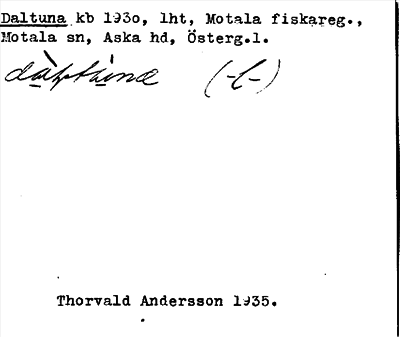 Daltuna kb 193o, lht, Motala fiskareg.,
Motala sn, Aska hd, Österg.l.
(-l-)
Thorvald Andersson 1935.